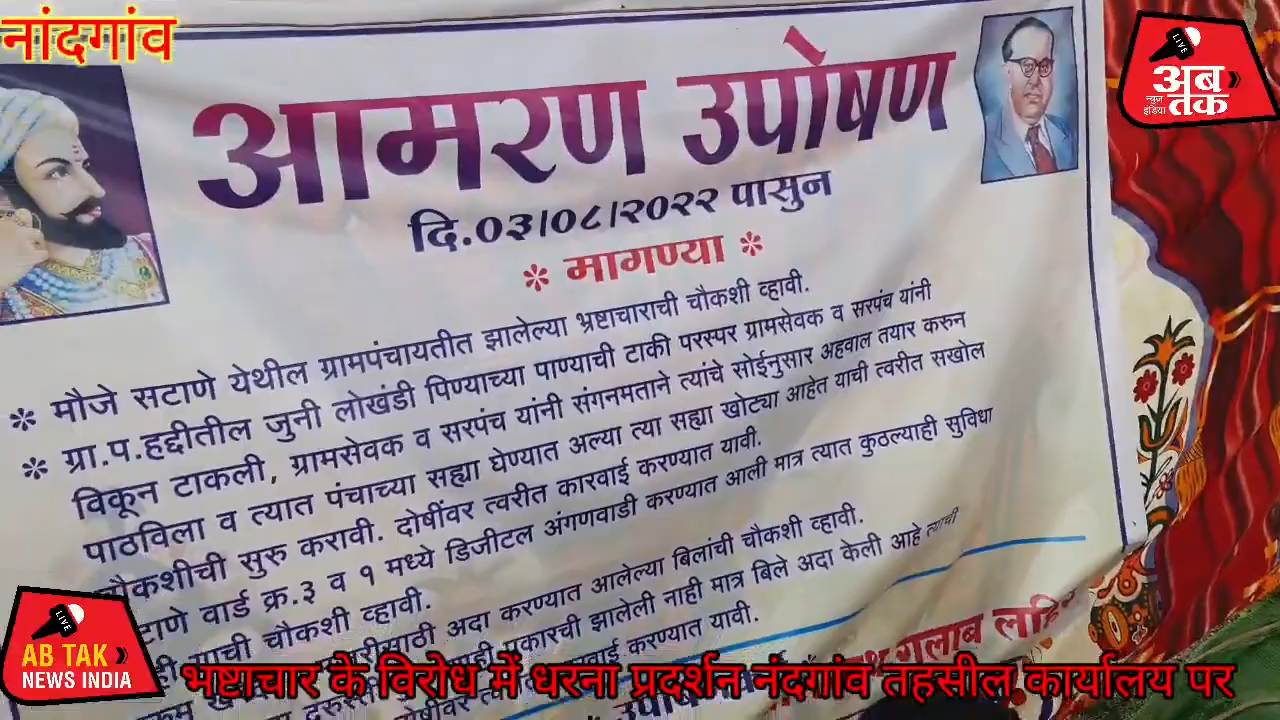 नांदगांव
LIVE
अब तक
न्युज इंडिया
आमरण उपोषण
दि.०३/०८/२०२२ पासुन
* मागण्या *
* मौजे सटाणे येथील ग्रामपंचायतीत झालेल्या भ्रष्टाचाराची चौकशी व्हावी.
* ग्रा.प.हद्दीतील जुनी लोखंडी पिण्याच्या पाण्याची टाकी परस्पर ग्रामसेवक व सरपंच यांनी
विकून टाकली, ग्रामसेवक व सरपंच यांनी संगनमताने त्यांचे सोईनुसार अहवाल तयार करुन
पाठविला व त्यात पंचाच्या सह्या घेण्यात अल्या त्या सह्या खोट्या आहेत याची त्वरीत सखोल
चौकशीची सुरु करावी. दोषींवर त्वरीत कारवाई करण्यात यावी.
वार्ड क्र.३ व १ मध्ये डिजीटल अंगणवाडी करण्यात आली मात्र त्यात कुठल्याही सुविधा
याची चौकशी व्हावी.
अदा करण्यात आलेल्या बिलांची चौकशी व्हावी.
झालेली नाही मात्र बिले अदा केली आहे त्याची
करण्यात यावी.
गुलाब
LIVE
AB TAK
NEWS INDIA
भ्रष्टाचार के विरोध में धरना प्रदर्शन नंदगांव तहसील कार्यालय पर